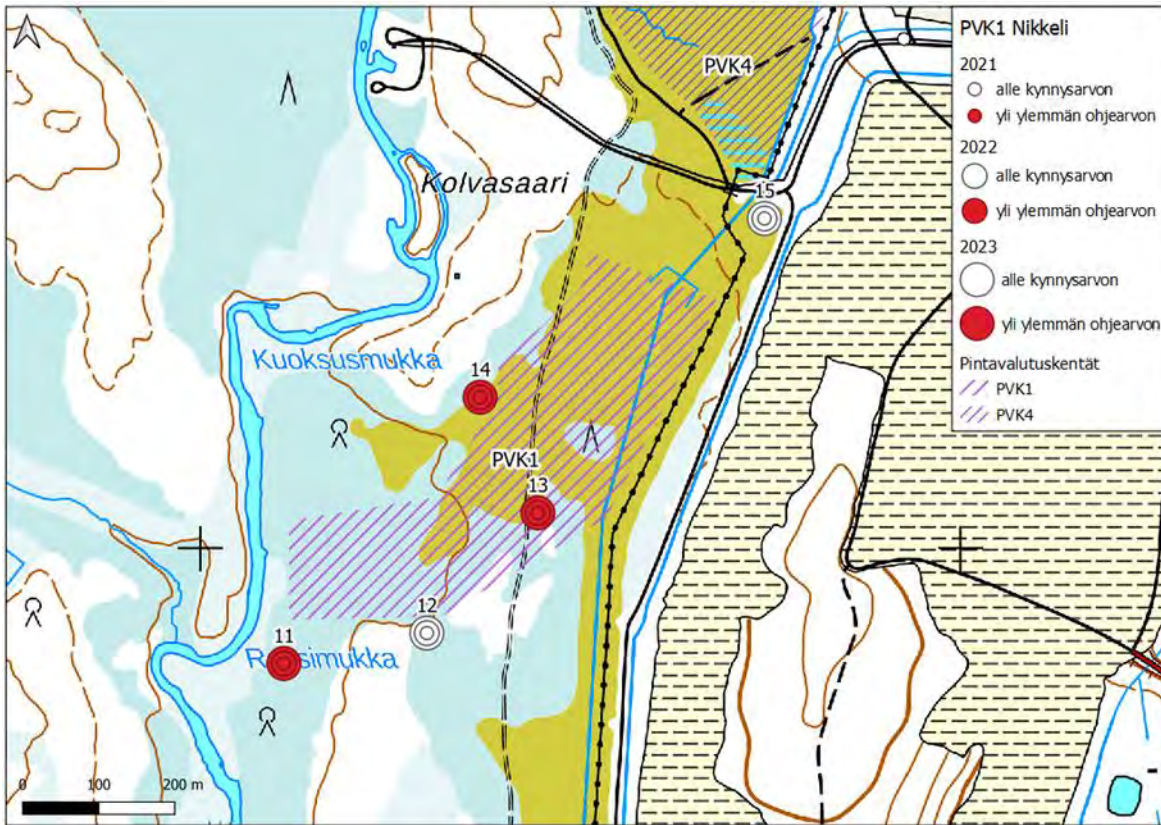 PVK4
15
Kolvasaari
Kuoksusmukka
14
PVK1
13
12
11
0 100 200 m
PVK1 Nikkeli
2021
alle kynnysarvon
yli ylemmän ohjearvon
2022
alle kynnysarvon
yli ylemmän ohjearvon
2023
alle kynnysarvon
yli ylemmän ohjearvon
Pintavalutuskentät
PVK1
PVK4